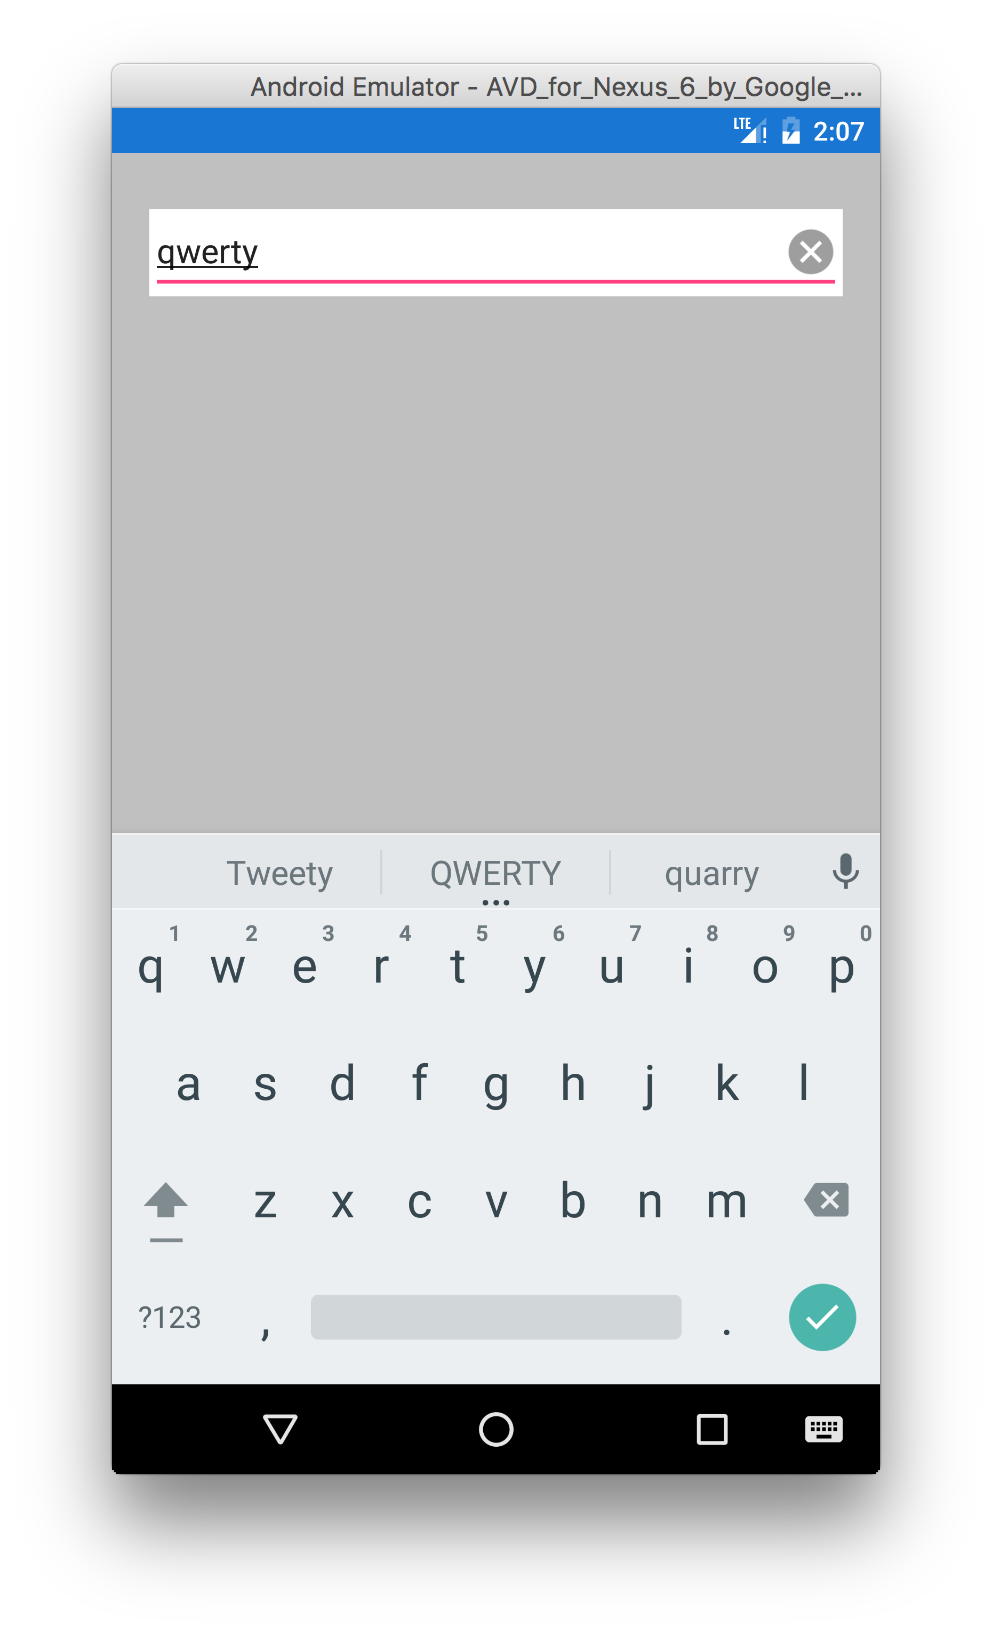 Android Emulator - AVD_for_Nexus_6_by_Google_...
LTE ! 2:07
qwerty
Tweety QWERTY quarry
1 2 3 4 5 6 7 8 9 0
q w e r t y u i o p
a s d f g h j k l
z x c v b n m
?123 , .